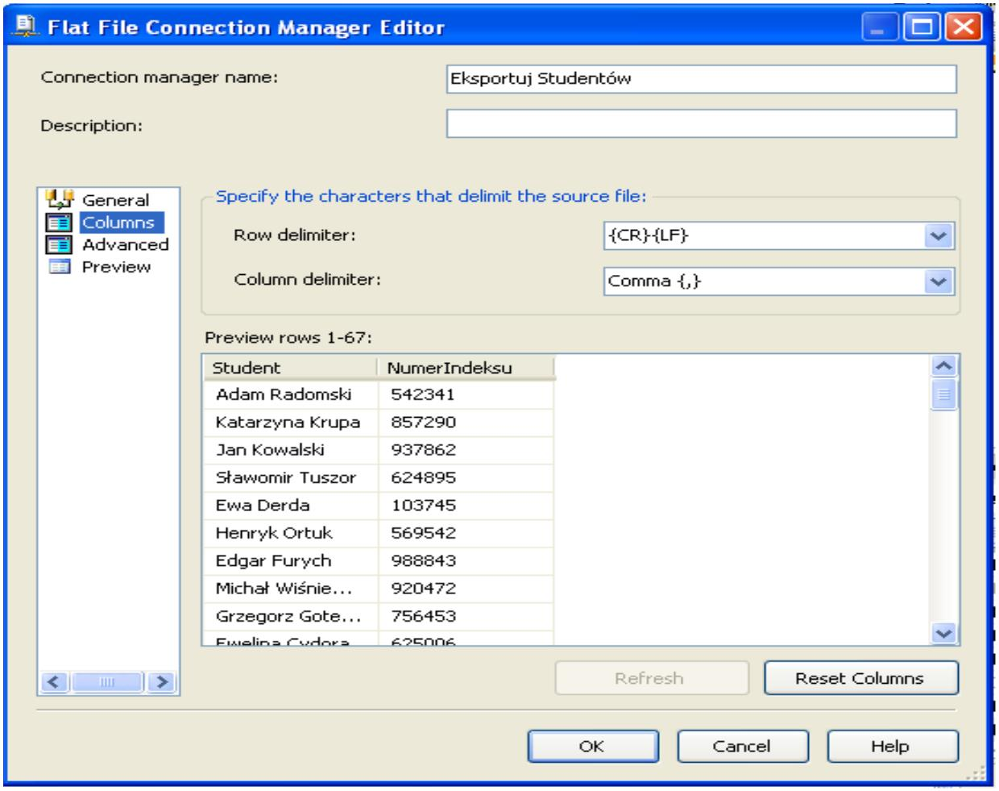 Flat File Connection Manager Editor
Connection manager name: Eksportuj Studentów
Description:
General
Columns
Advanced
Preview
Specify the characters that delimit the source file:
Row delimiter: {CR}{LF}
Column delimiter: Comma {,}
Preview rows 1-67:
Student NumerIndeksu
Adam Radomski 542341
Katarzyna Krupa 857290
Jan Kowalski 937862
Sławomir Tuszor 624895
Ewa Derda 103745
Henryk Ortuk 569542
Edgar Furych 988843
Michał Wiśnie... 920472
Grzegorz Gote... 756453
Ewelina Cydora 625006
Refresh Reset Columns
OK Cancel Help